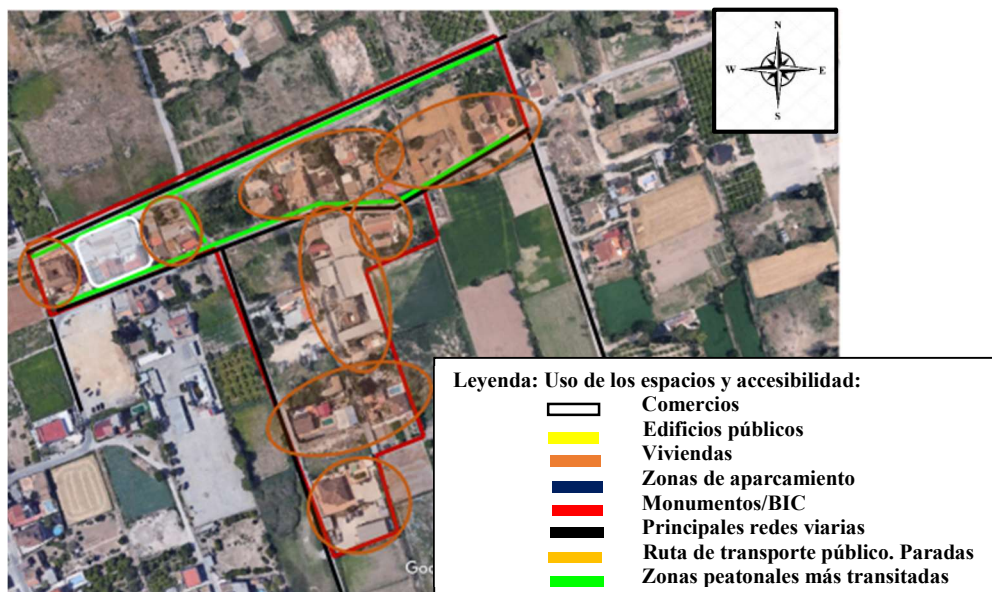 N
W E
S
Goo
Leyenda: Uso de los espacios y accesibilidad:
Comercios
Edificios públicos
Viviendas
Zonas de aparcamiento
Monumentos/BIC
Principales redes viarias
Ruta de transporte público. Paradas
Zonas peatonales más transitadas